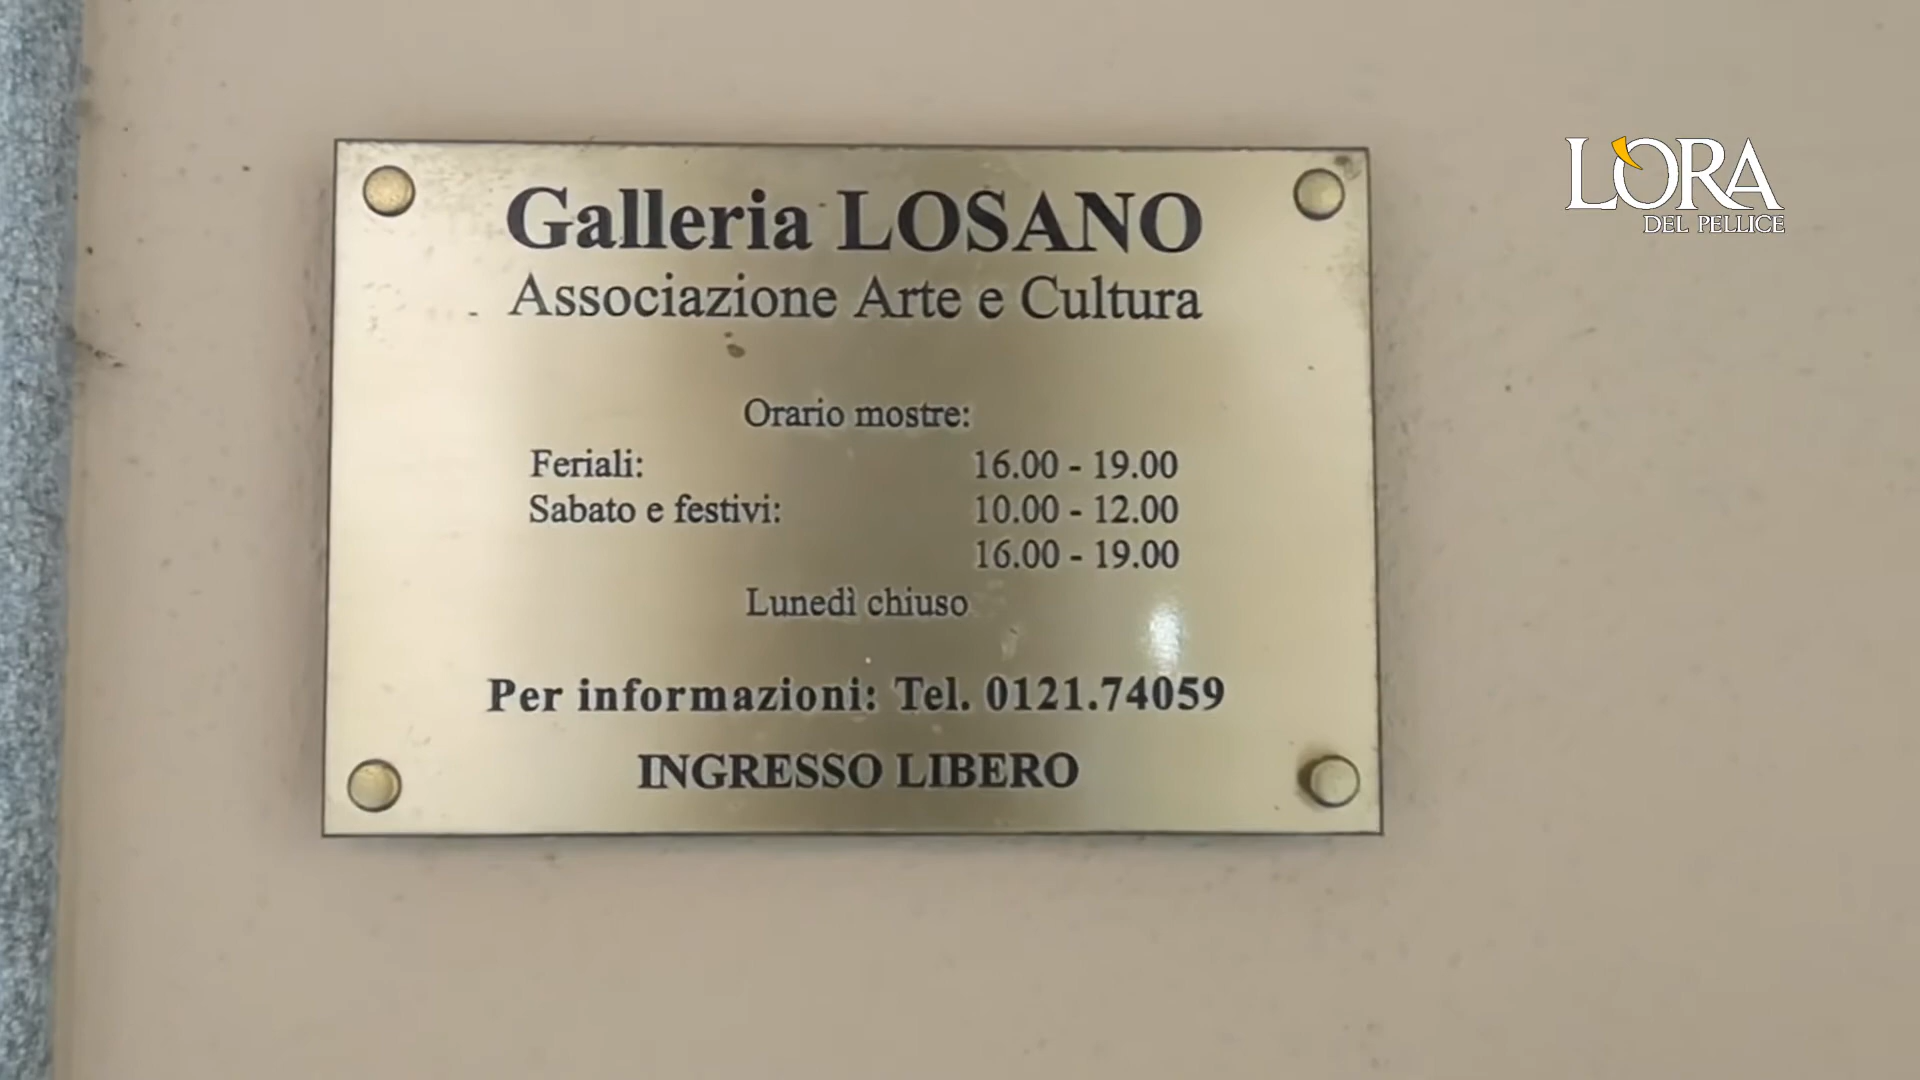 Galleria LOSANO
Associazione Arte e Cultura
Orario mostre:
Feriali: 16.00 - 19.00
Sabato e festivi: 10.00 - 12.00
16.00 - 19.00
Lunedì chiuso
Per informazioni: Tel. 0121.74059
INGRESSO LIBERO
L'ORA
DEL PELLICE